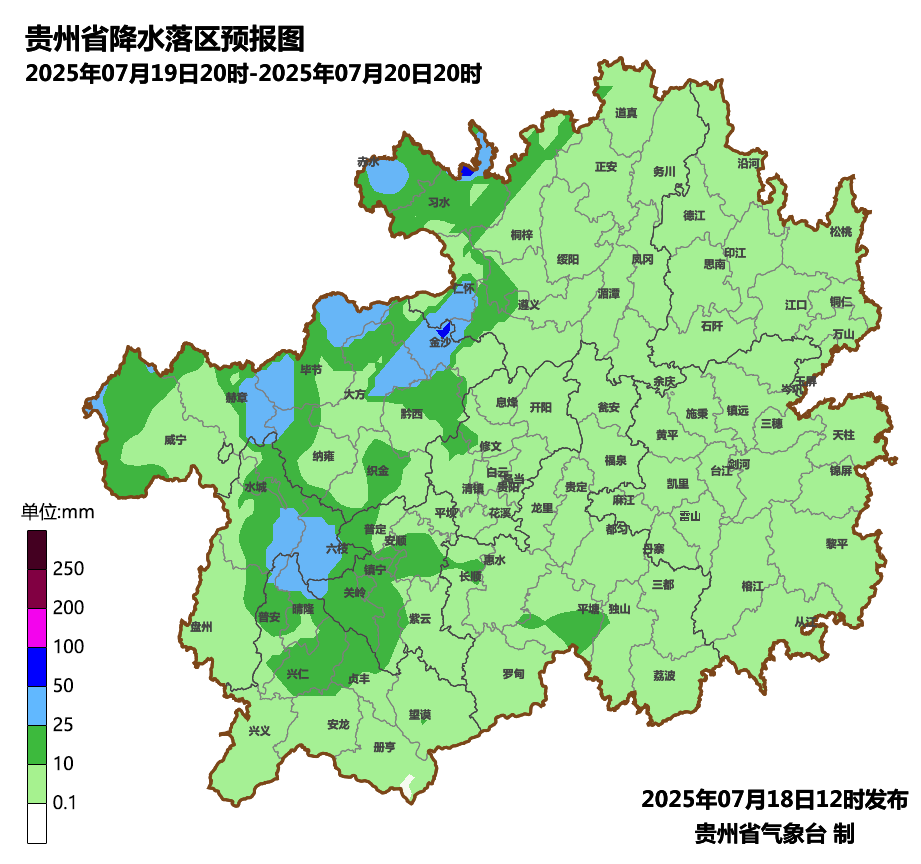 贵州省降水落区预报图
2025年07月19日20时-2025年07月20日20时
道真
赤水
正安
务川
沿河
习水
德江
桐梓
松桃
印江
绥阳
凤冈
思南
仁怀
湄潭
遵义
江口
铜仁
石阡
万山
金沙
毕节
余庆
玉屏
赫章
大方
岑巩
息烽
开阳
瓮安
黔西
施秉
镇远
三穗
威宁
黄平
天柱
修文
纳雍
福泉
织金
白云
乌当
台江
剑河
锦屏
水城
清镇
贵阳
贵定
凯里
麻江
单位:mm
平坝
花溪
龙里
雷山
普定
都匀
安顺
六枝
丹寨
黎平
惠水
250
镇宁
长顺
三都
榕江
关岭
200
晴隆
平塘
独山
普安
紫云
盘州
从江
100
兴仁
罗甸
荔波
贞丰
50
望谟
25
兴义
安龙
册亨
10
0.1
2025年07月18日12时发布
贵州省气象台 制